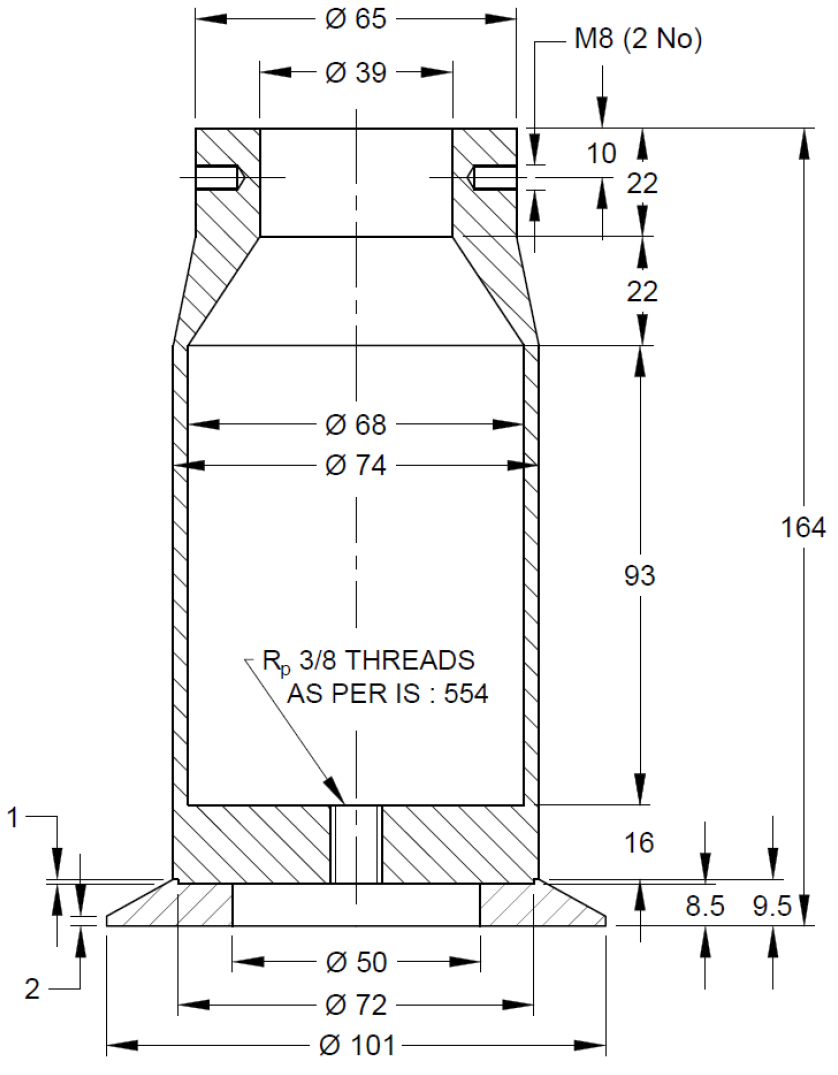 Ø 65
M8 (2 No)
Ø 39
10
22
22
Ø 68
Ø 74
164
93
Rp 3/8 THREADS
AS PER IS : 554
1
16
8.5
9.5
2
Ø 50
Ø 72
Ø 101